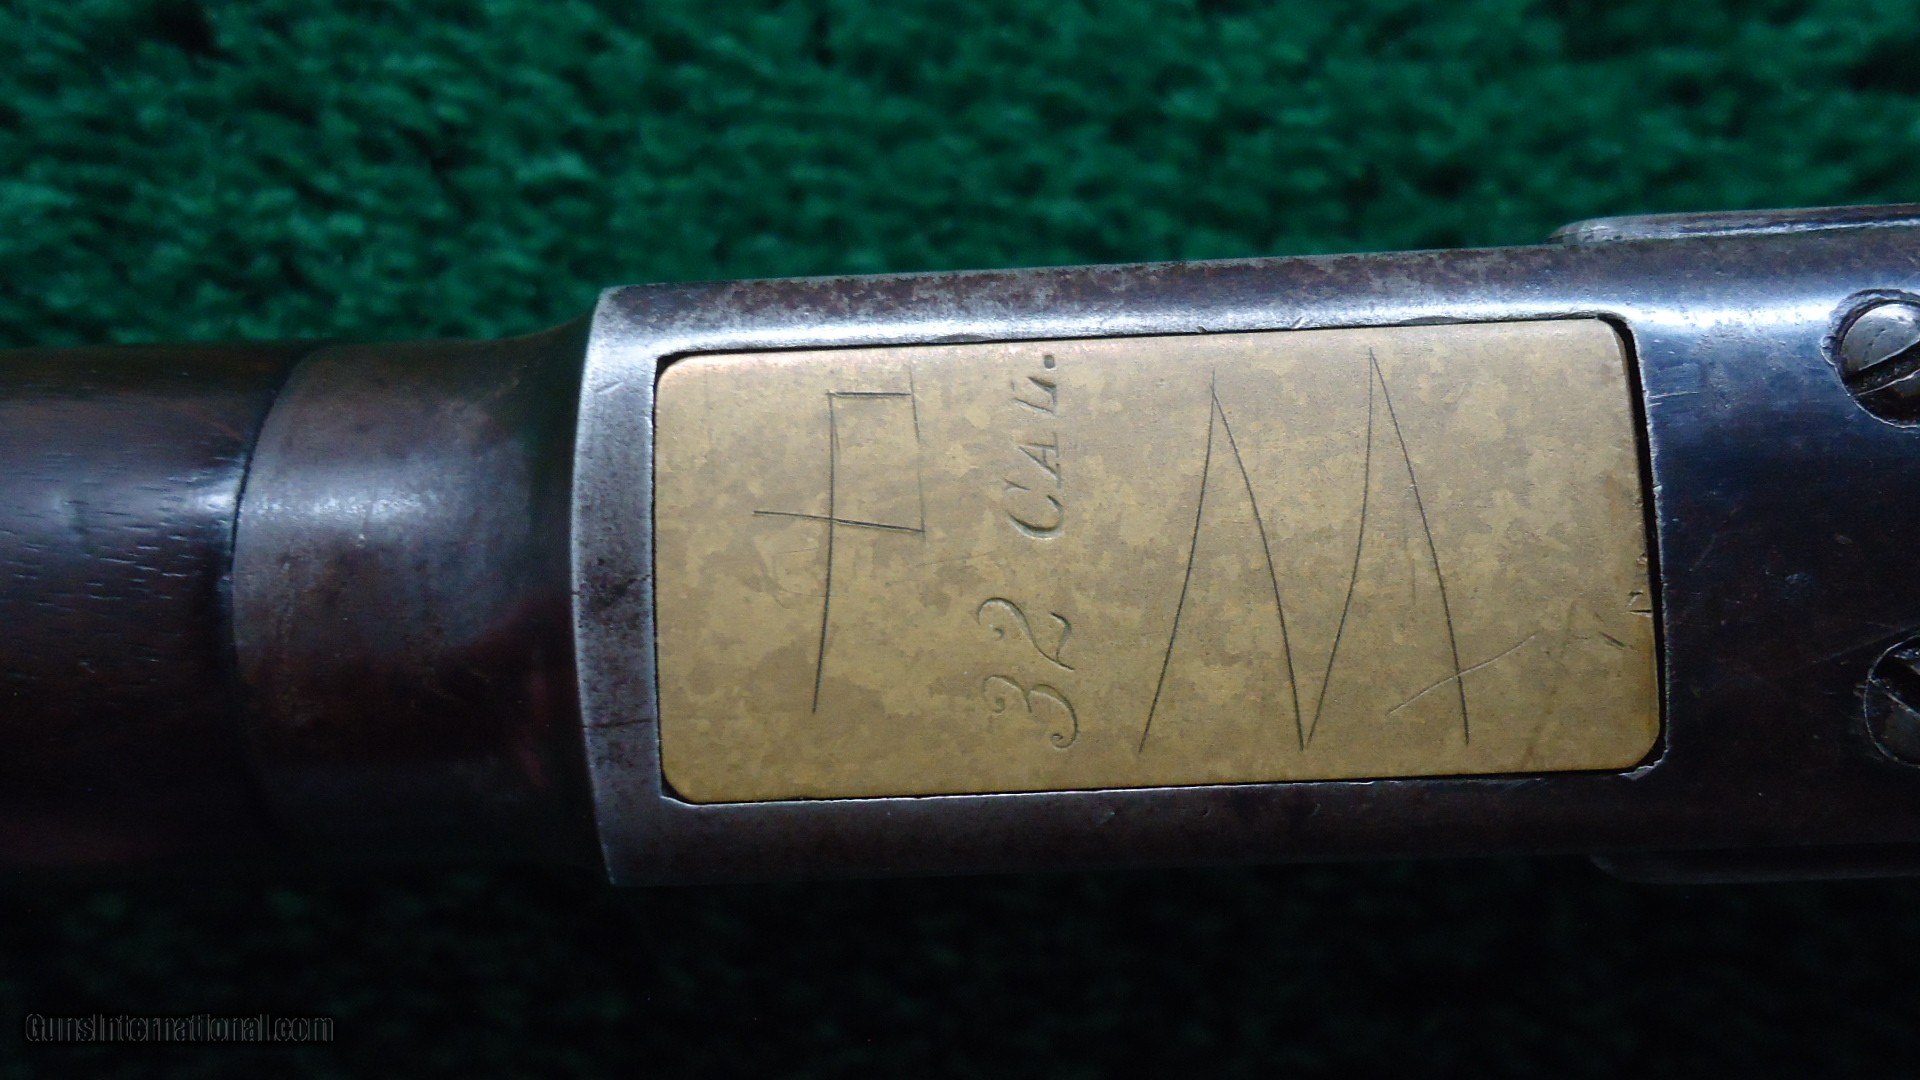 32 CAL.
M
GunsInternational.com